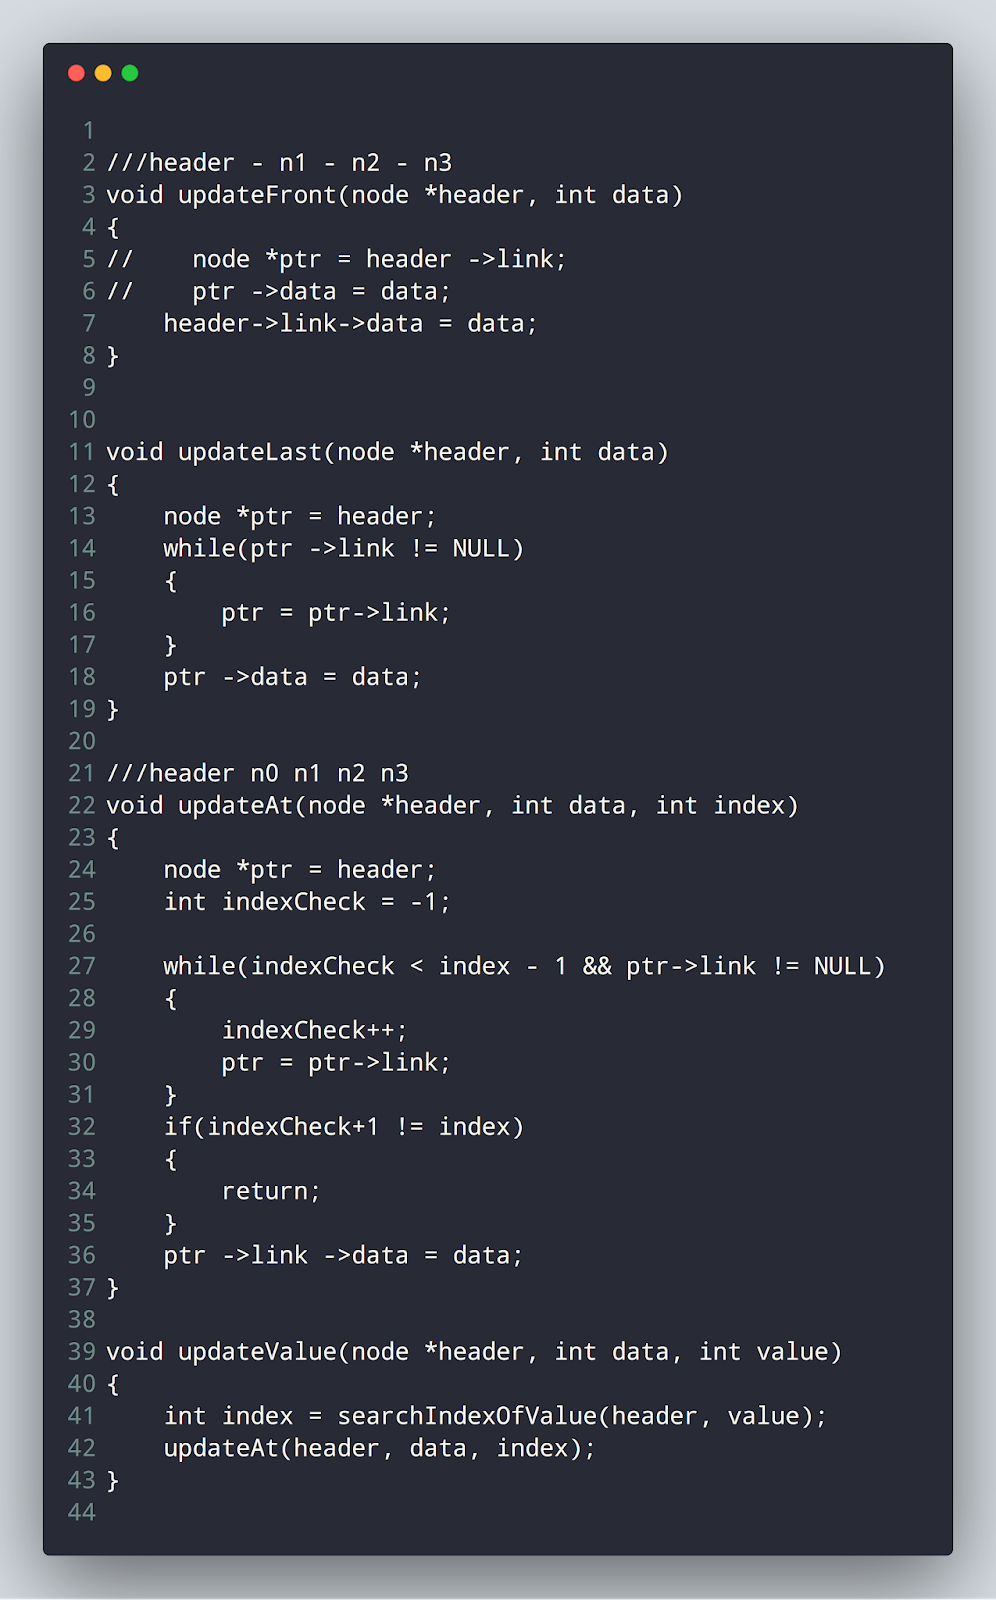 1
2 ///header - n1 - n2 - n3
3 void updateFront(node *header, int data)
4 {
5 //    node *ptr = header ->link;
6 //    ptr ->data = data;
7     header->link->data = data;
8 }
9
10
11 void updateLast(node *header, int data)
12 {
13     node *ptr = header;
14     while(ptr ->link != NULL)
15     {
16         ptr = ptr->link;
17     }
18     ptr ->data = data;
19 }
20
21 ///header n0 n1 n2 n3
22 void updateAt(node *header, int data, int index)
23 {
24     node *ptr = header;
25     int indexCheck = -1;
26
27     while(indexCheck < index - 1 && ptr->link != NULL)
28     {
29         indexCheck++;
30         ptr = ptr->link;
31     }
32     if(indexCheck+1 != index)
33     {
34         return;
35     }
36     ptr ->link ->data = data;
37 }
38
39 void updateValue(node *header, int data, int value)
40 {
41     int index = searchIndexOfValue(header, value);
42     updateAt(header, data, index);
43 }
44